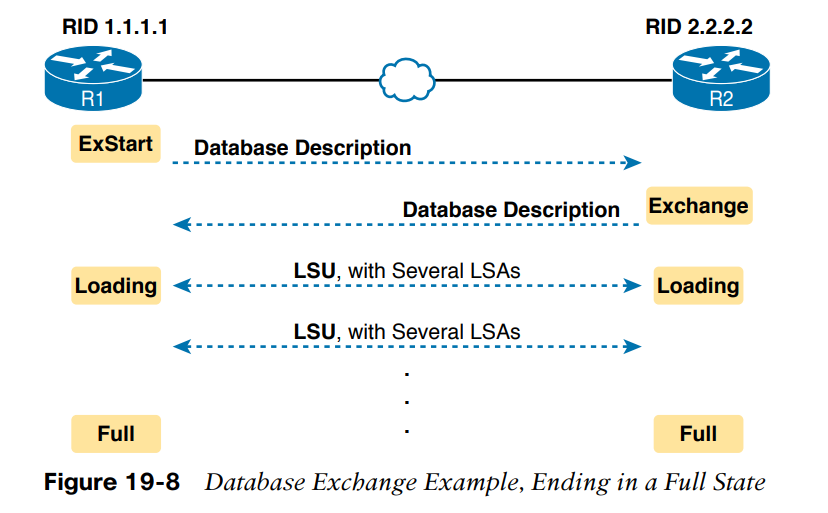 RID 1.1.1.1
RID 2.2.2.2
R1
R2
ExStart
Database Description
Database Description
Exchange
Loading
LSU, with Several LSAs
Loading
LSU, with Several LSAs
.
.
.
Full
Full
Figure 19-8 Database Exchange Example, Ending in a Full State